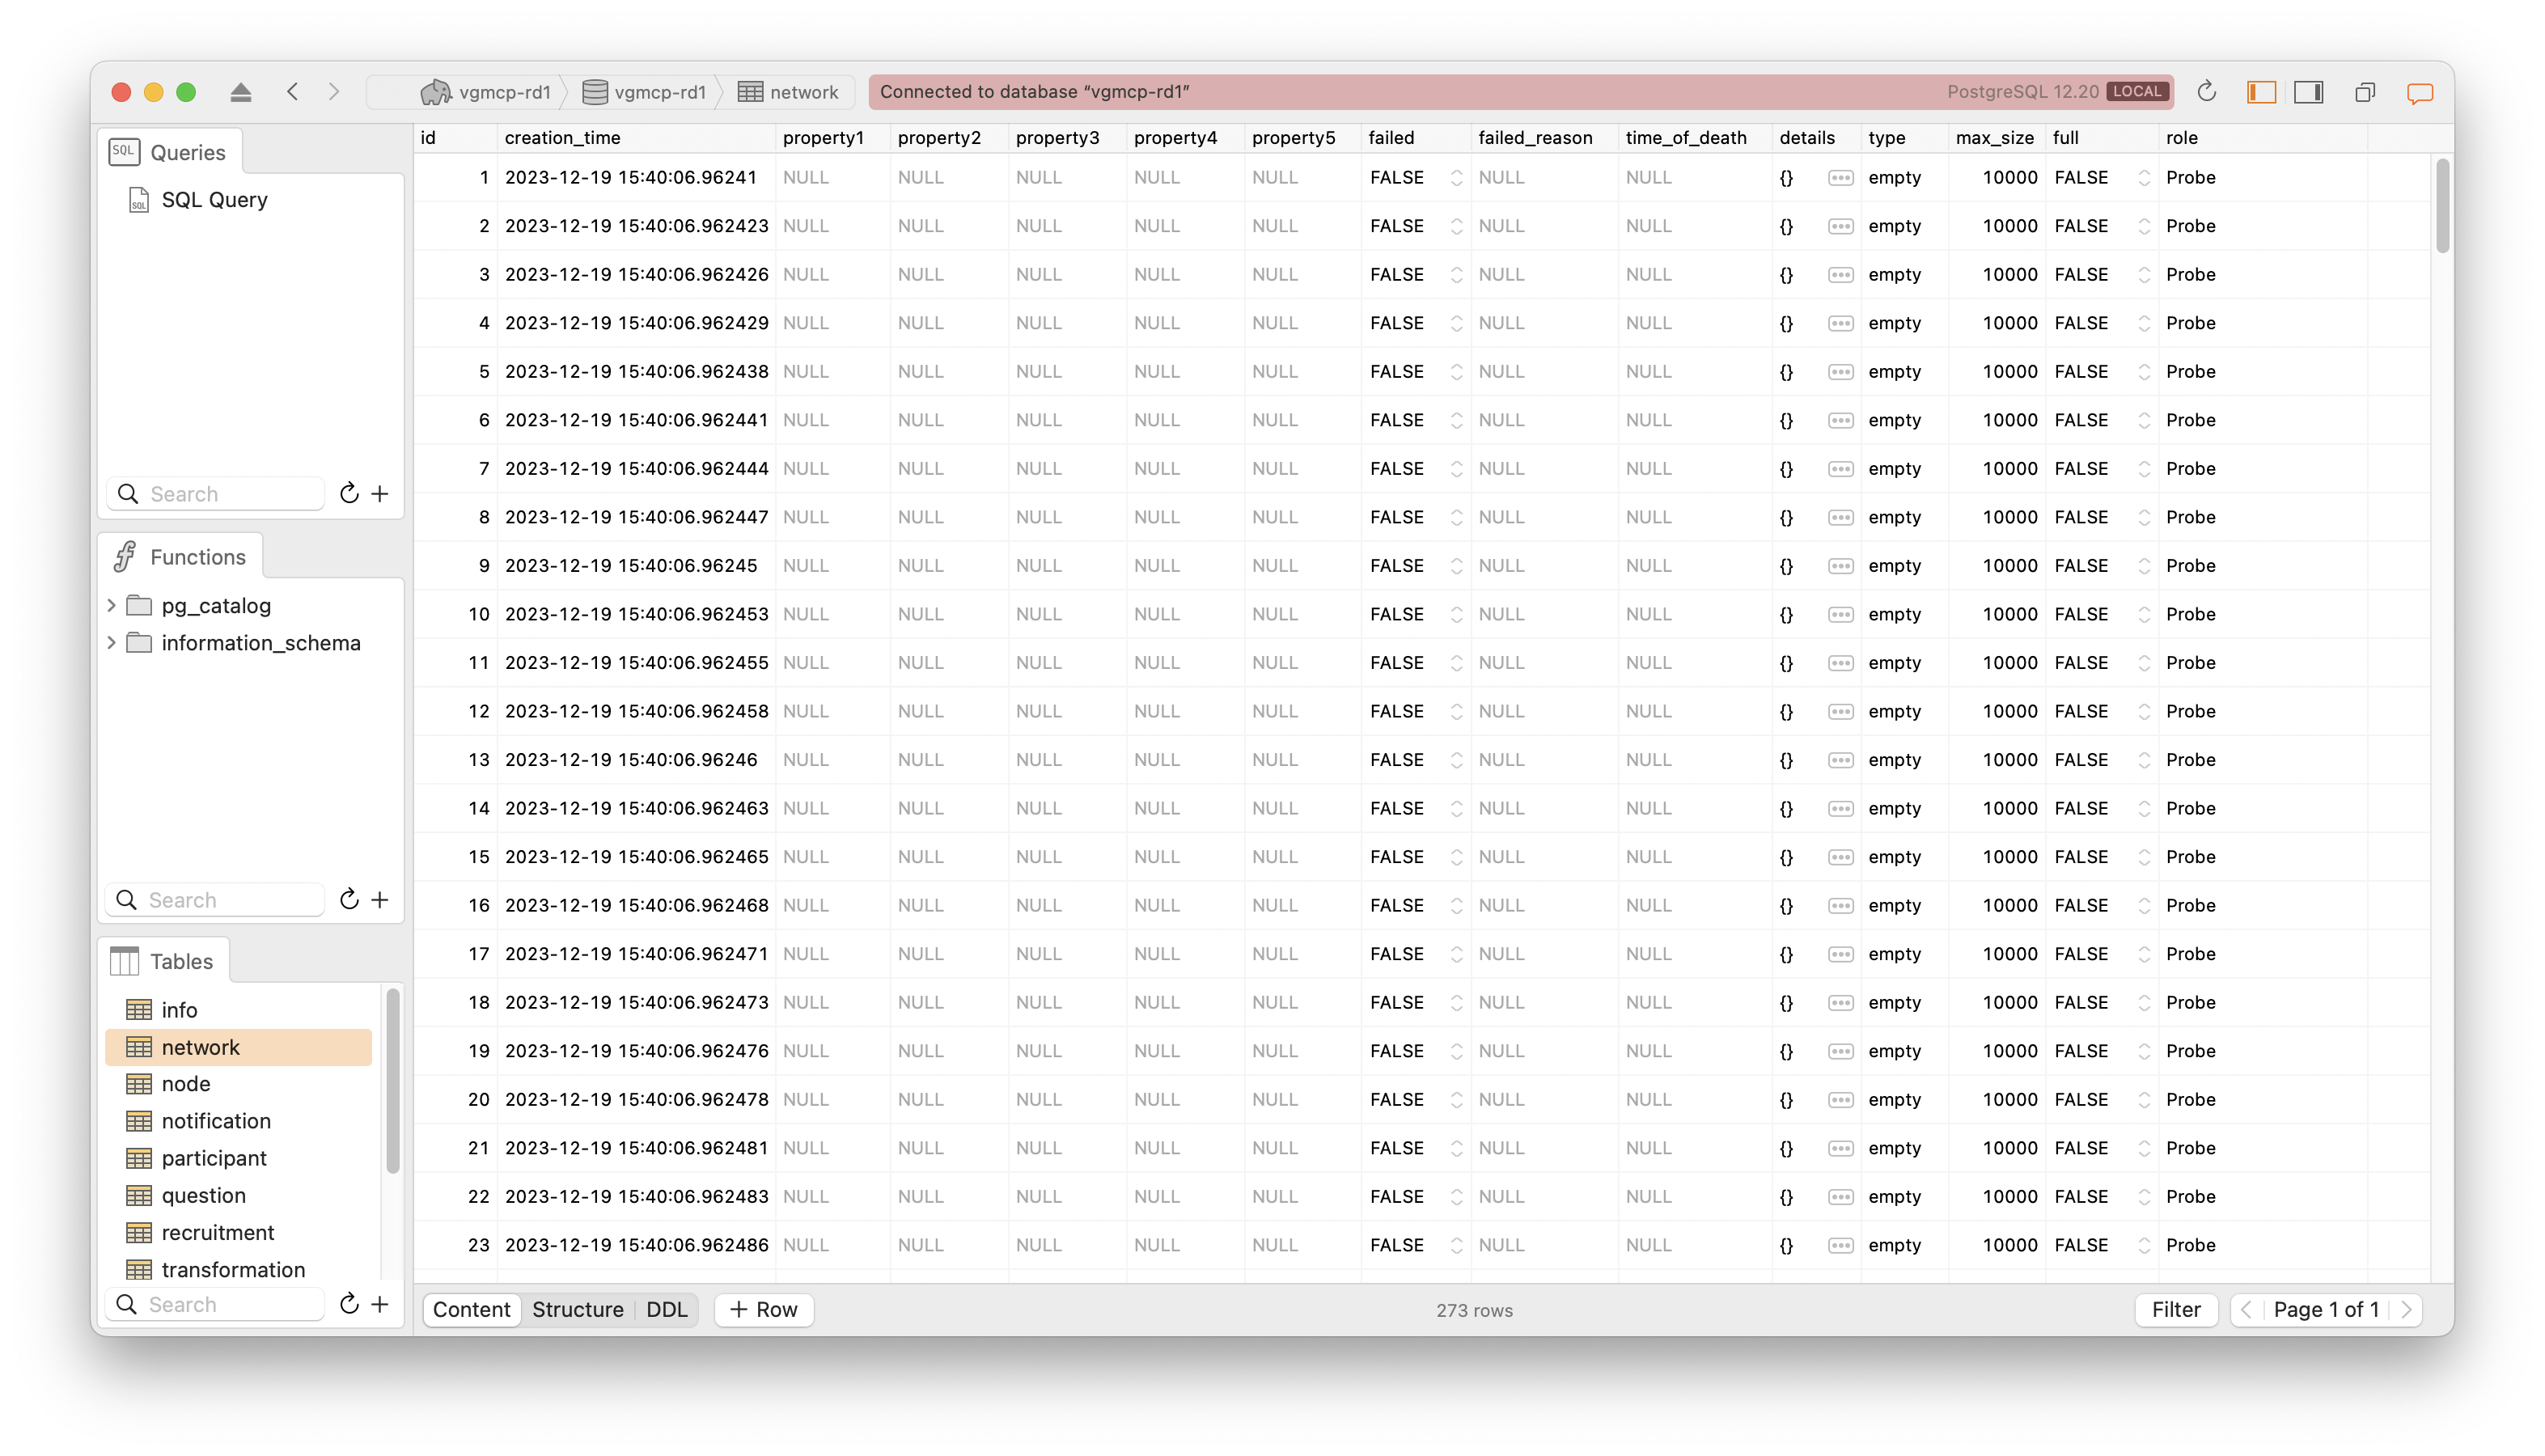 vgmcp-rd1 vgmcp-rd1 network Connected to database “vgmcp-rd1” PostgreSQL 12.20 LOCAL
SQL Queries
SQL SQL Query
Search
Functions
pg_catalog
information_schema
Search
Tables
info
network
node
notification
participant
question
recruitment
transformation
Search
id creation_time property1 property2 property3 property4 property5 failed failed_reason time_of_death details type max_size full role
1 2023-12-19 15:40:06.96241 NULL NULL NULL NULL NULL FALSE NULL NULL {} empty 10000 FALSE Probe
2 2023-12-19 15:40:06.962423 NULL NULL NULL NULL NULL FALSE NULL NULL {} empty 10000 FALSE Probe
3 2023-12-19 15:40:06.962426 NULL NULL NULL NULL NULL FALSE NULL NULL {} empty 10000 FALSE Probe
4 2023-12-19 15:40:06.962429 NULL NULL NULL NULL NULL FALSE NULL NULL {} empty 10000 FALSE Probe
5 2023-12-19 15:40:06.962438 NULL NULL NULL NULL NULL FALSE NULL NULL {} empty 10000 FALSE Probe
6 2023-12-19 15:40:06.962441 NULL NULL NULL NULL NULL FALSE NULL NULL {} empty 10000 FALSE Probe
7 2023-12-19 15:40:06.962444 NULL NULL NULL NULL NULL FALSE NULL NULL {} empty 10000 FALSE Probe
8 2023-12-19 15:40:06.962447 NULL NULL NULL NULL NULL FALSE NULL NULL {} empty 10000 FALSE Probe
9 2023-12-19 15:40:06.96245 NULL NULL NULL NULL NULL FALSE NULL NULL {} empty 10000 FALSE Probe
10 2023-12-19 15:40:06.962453 NULL NULL NULL NULL NULL FALSE NULL NULL {} empty 10000 FALSE Probe
11 2023-12-19 15:40:06.962455 NULL NULL NULL NULL NULL FALSE NULL NULL {} empty 10000 FALSE Probe
12 2023-12-19 15:40:06.962458 NULL NULL NULL NULL NULL FALSE NULL NULL {} empty 10000 FALSE Probe
13 2023-12-19 15:40:06.96246 NULL NULL NULL NULL NULL FALSE NULL NULL {} empty 10000 FALSE Probe
14 2023-12-19 15:40:06.962463 NULL NULL NULL NULL NULL FALSE NULL NULL {} empty 10000 FALSE Probe
15 2023-12-19 15:40:06.962465 NULL NULL NULL NULL NULL FALSE NULL NULL {} empty 10000 FALSE Probe
16 2023-12-19 15:40:06.962468 NULL NULL NULL NULL NULL FALSE NULL NULL {} empty 10000 FALSE Probe
17 2023-12-19 15:40:06.962471 NULL NULL NULL NULL NULL FALSE NULL NULL {} empty 10000 FALSE Probe
18 2023-12-19 15:40:06.962473 NULL NULL NULL NULL NULL FALSE NULL NULL {} empty 10000 FALSE Probe
19 2023-12-19 15:40:06.962476 NULL NULL NULL NULL NULL FALSE NULL NULL {} empty 10000 FALSE Probe
20 2023-12-19 15:40:06.962478 NULL NULL NULL NULL NULL FALSE NULL NULL {} empty 10000 FALSE Probe
21 2023-12-19 15:40:06.962481 NULL NULL NULL NULL NULL FALSE NULL NULL {} empty 10000 FALSE Probe
22 2023-12-19 15:40:06.962483 NULL NULL NULL NULL NULL FALSE NULL NULL {} empty 10000 FALSE Probe
23 2023-12-19 15:40:06.962486 NULL NULL NULL NULL NULL FALSE NULL NULL {} empty 10000 FALSE Probe
Content Structure DDL + Row 273 rows Filter Page 1 of 1